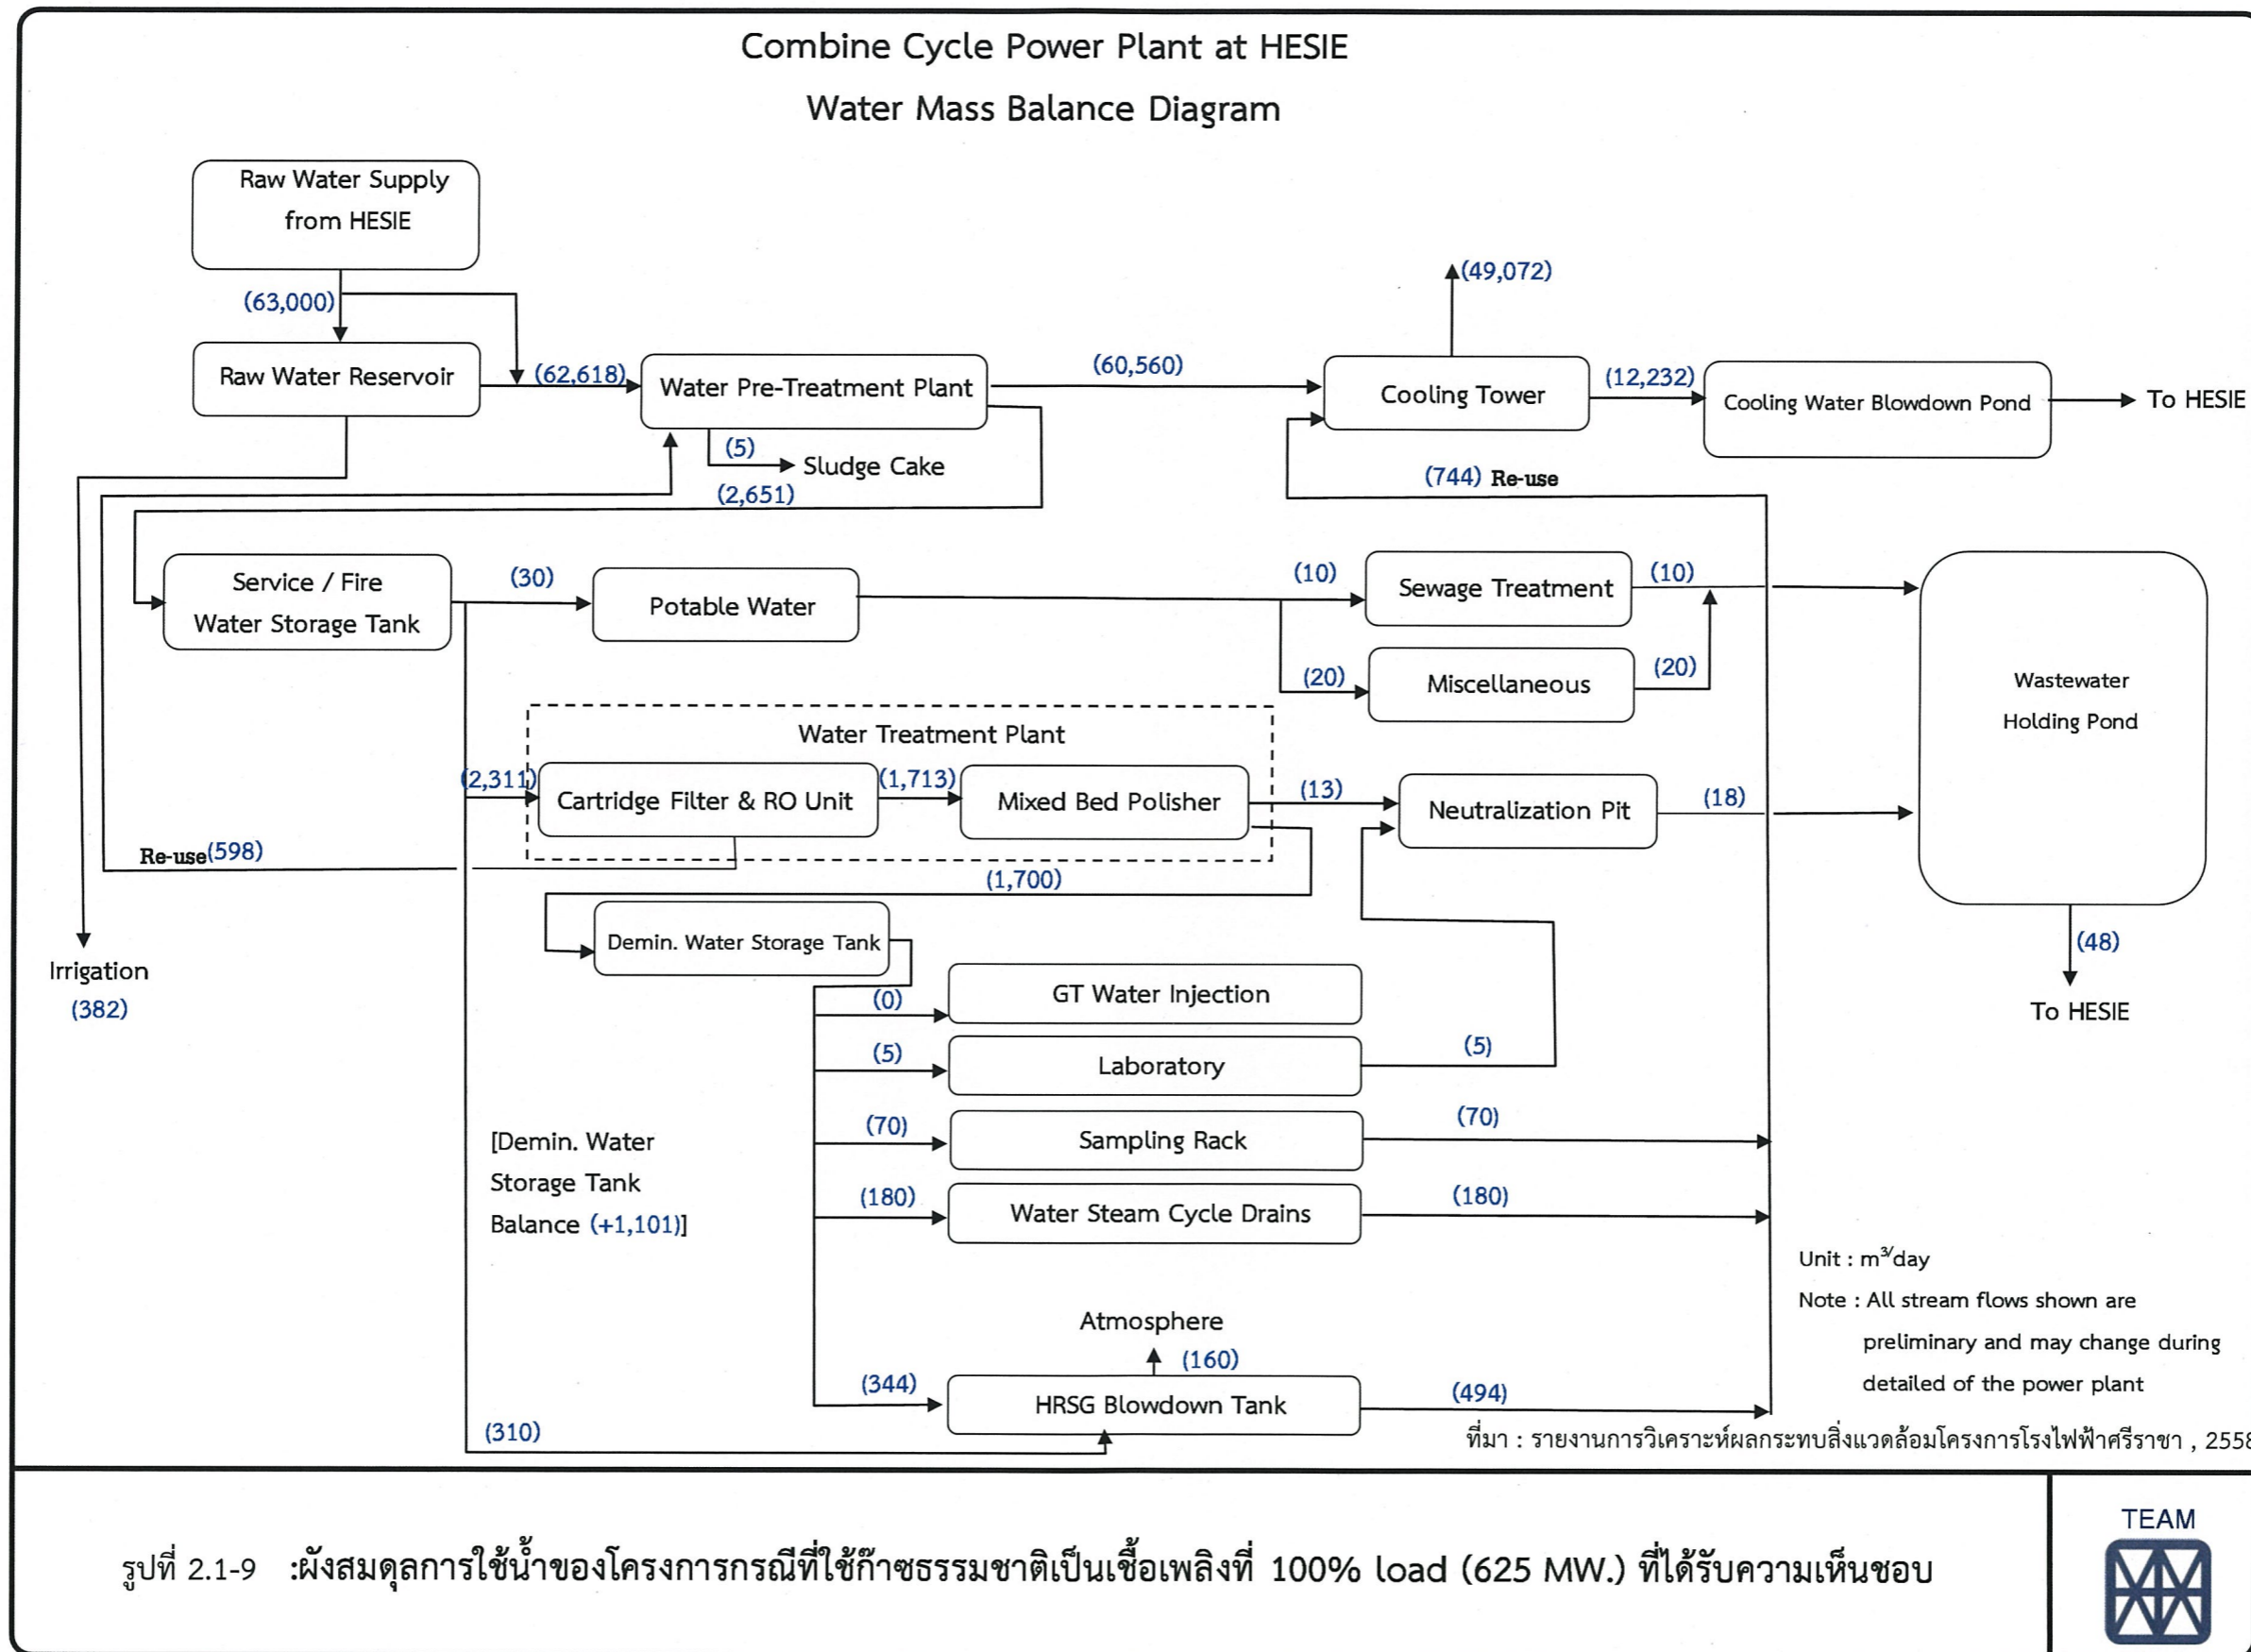 Combine Cycle Power Plant at HESIE
Water Mass Balance Diagram
Raw Water Supply
from HESIE
(63,000)
(49,072)
Raw Water Reservoir
(62,618)
Water Pre-Treatment Plant
(60,560)
Cooling Tower
(12,232)
Cooling Water Blowdown Pond
To HESIE
(5)
Sludge Cake
(2,651)
(744) Re-use
Service / Fire
Water Storage Tank
(30)
Potable Water
(10)
Sewage Treatment
(10)
(20)
Miscellaneous
(20)
Wastewater
Holding Pond
Water Treatment Plant
(2,311)
Cartridge Filter & RO Unit
(1,713)
Mixed Bed Polisher
(13)
Neutralization Pit
(18)
Re-use(598)
(1,700)
Demin. Water Storage Tank
(48)
To HESIE
Irrigation
(382)
(0)
GT Water Injection
(5)
Laboratory
(5)
(70)
Sampling Rack
(70)
[Demin. Water
Storage Tank
Balance (+1,101)]
(180)
Water Steam Cycle Drains
(180)
Atmosphere
(160)
(344)
HRSG Blowdown Tank
(494)
(310)
Unit : m³/day
Note : All stream flows shown are
preliminary and may change during
detailed of the power plant
ที่มา : รายงานการวิเคราะห์ผลกระทบสิ่งแวดล้อมโครงการโรงไฟฟ้าศรีราชา , 2558
รูปที่ 2.1-9 :ผังสมดุลการใช้น้ำของโครงการกรณีที่ใช้ก๊าซธรรมชาติเป็นเชื้อเพลิงที่ 100% load (625 MW.) ที่ได้รับความเห็นชอบ
TEAM